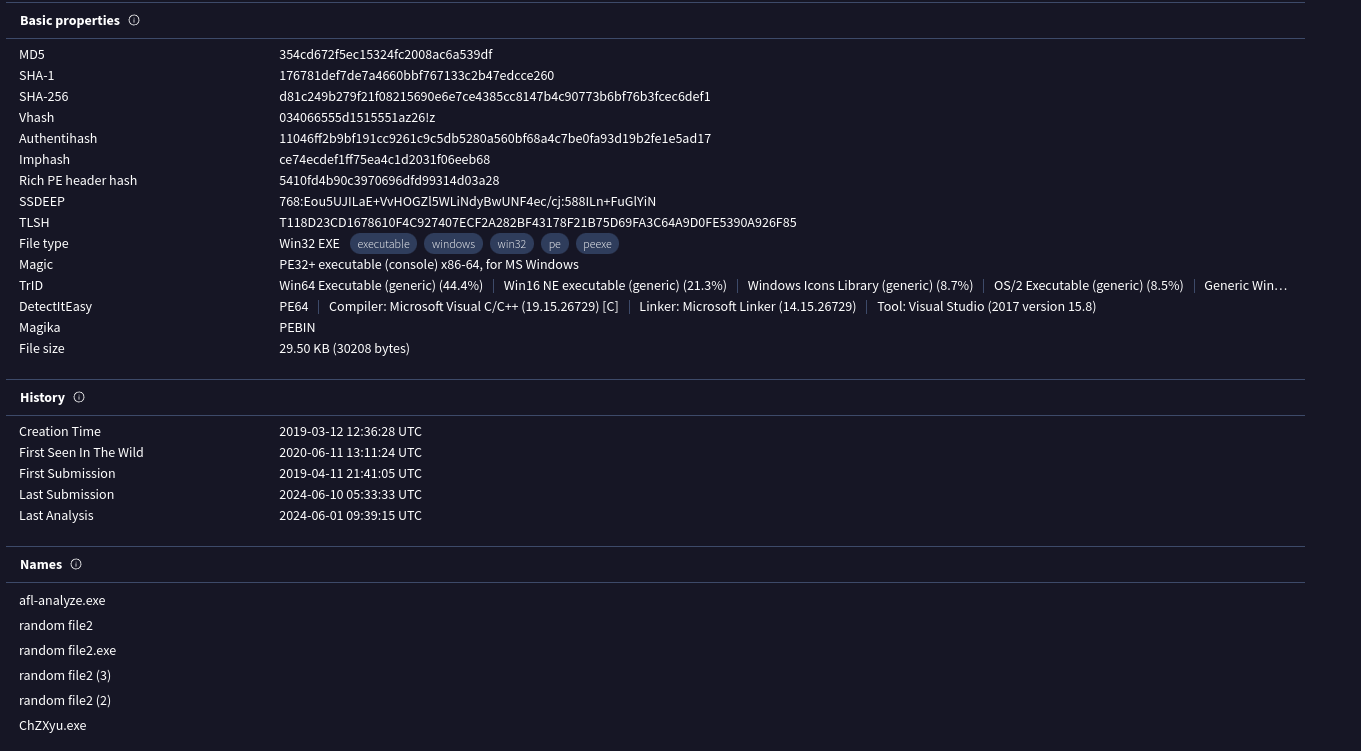 Basic properties
MD5 354cd672f5ec15324fc2008ac6a539df
SHA-1 176781def7de7a4660bbf767133c2b47edcce260
SHA-256 d81c249b279f21f08215690e6e7ce4385cc8147b4c90773b6bf76b3fcec6def1
Vhash 034066555d1515551az26!z
Authentihash 11046ff2b9bf191cc9261c9c5db5280a560bf68a4c7be0fa93d19b2fe1e5ad17
Imphash ce74ecdef1ff75ea4c1d2031f06eeb68
Rich PE header hash 5410fd4b90c3970696dfd99314d03a28
SSDEEP 768:Eou5UJILaE+VvHOGZl5WLiNdyBwUNF4ec/cj:588ILn+FuGlYiN
TLSH T118D23CD1678610F4C927407ECF2A282BF43178F21B75D69FA3C64A9D0FE5390A926F85
File type Win32 EXE executable windows win32 pe peexe
Magic PE32+ executable (console) x86-64, for MS Windows
TrID Win64 Executable (generic) (44.4%) Win16 NE executable (generic) (21.3%) Windows Icons Library (generic) (8.7%) OS/2 Executable (generic) (8.5%) Generic Win…
DetectItEasy PE64 Compiler: Microsoft Visual C/C++ (19.15.26729) [C] Linker: Microsoft Linker (14.15.26729) Tool: Visual Studio (2017 version 15.8)
Magika PEBIN
File size 29.50 KB (30208 bytes)
History
Creation Time 2019-03-12 12:36:28 UTC
First Seen In The Wild 2020-06-11 13:11:24 UTC
First Submission 2019-04-11 21:41:05 UTC
Last Submission 2024-06-10 05:33:33 UTC
Last Analysis 2024-06-01 09:39:15 UTC
Names
afl-analyze.exe
random file2
random file2.exe
random file2 (3)
random file2 (2)
ChZXyu.exe